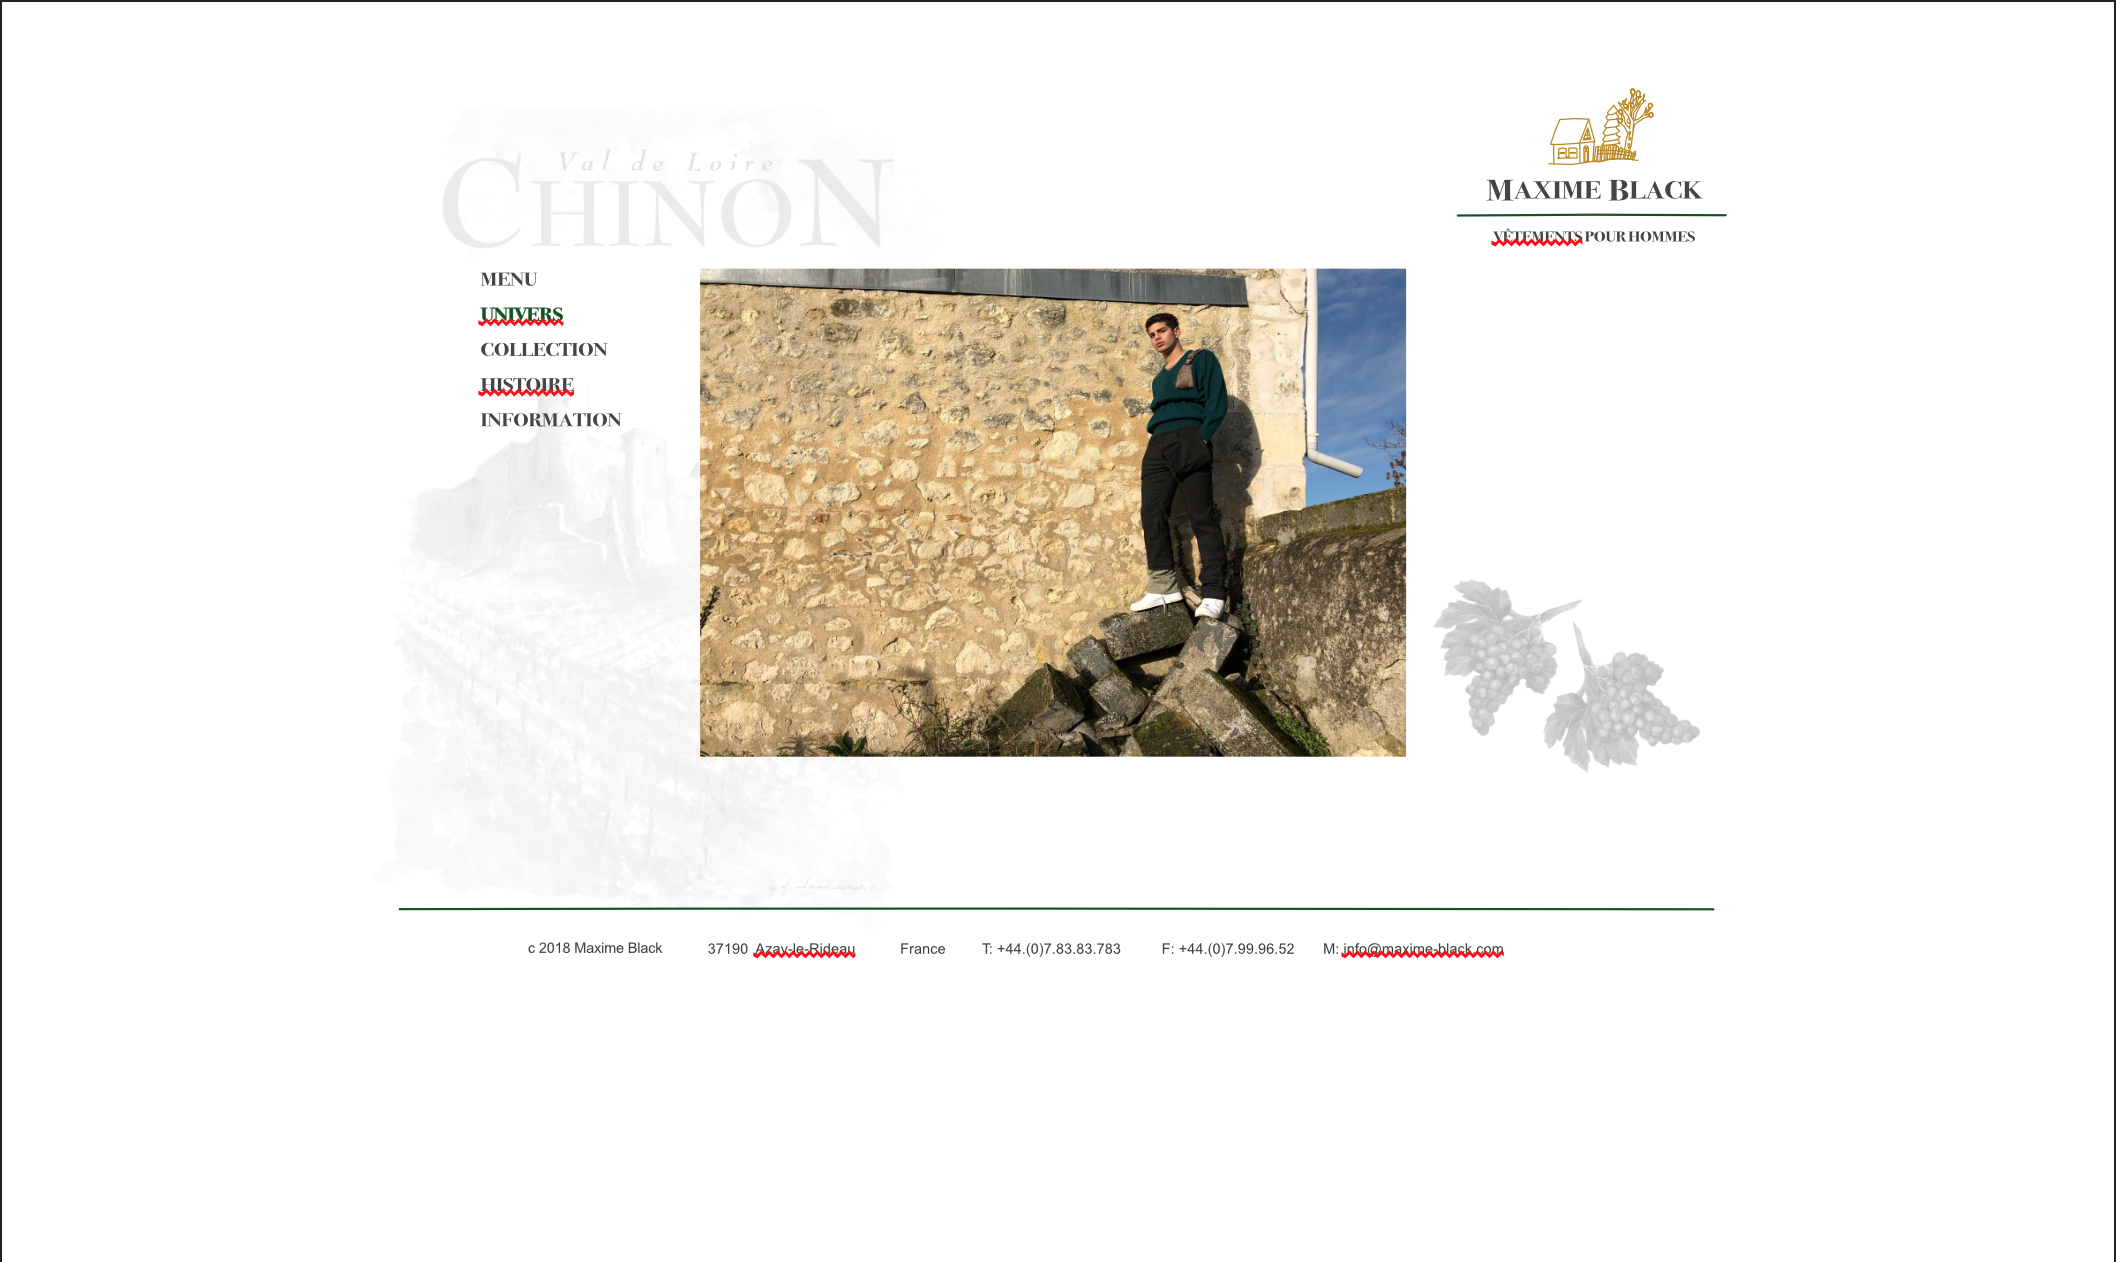 Val de Loire
CHINON
MAXIME BLACK
VÊTEMENTS POUR HOMMES
MENU
UNIVERS
COLLECTION
HISTOIRE
INFORMATION
c 2018 Maxime Black 37190 Azay-le-Rideau France T: +44.(0)7.83.83.783 F: +44.(0)7.99.96.52 M: info@maxime-black.com